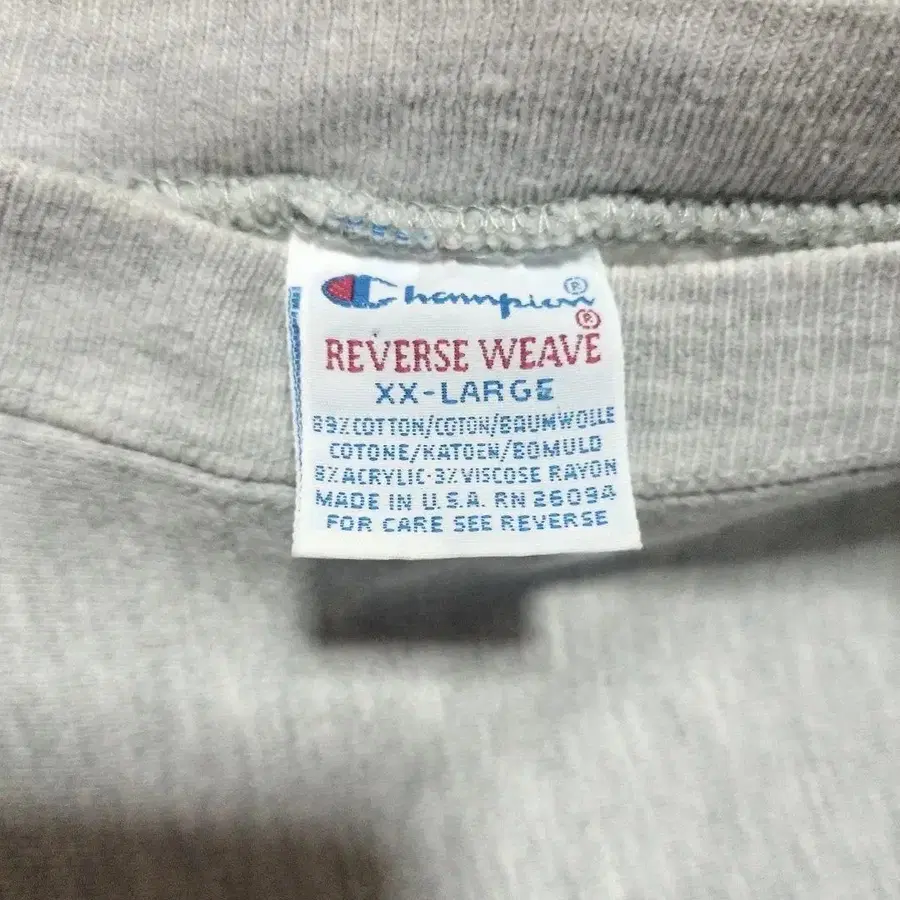 Champion®
REVERSE WEAVE®
XX-LARGE
89%COTTON/COTON/BAUMWOLLE
COTONE/KATOEN/BOMULD
8%ACRYLIC·3%VISCOSE RAYON
MADE IN U.S.A. RN 26094
FOR CARE SEE REVERSE